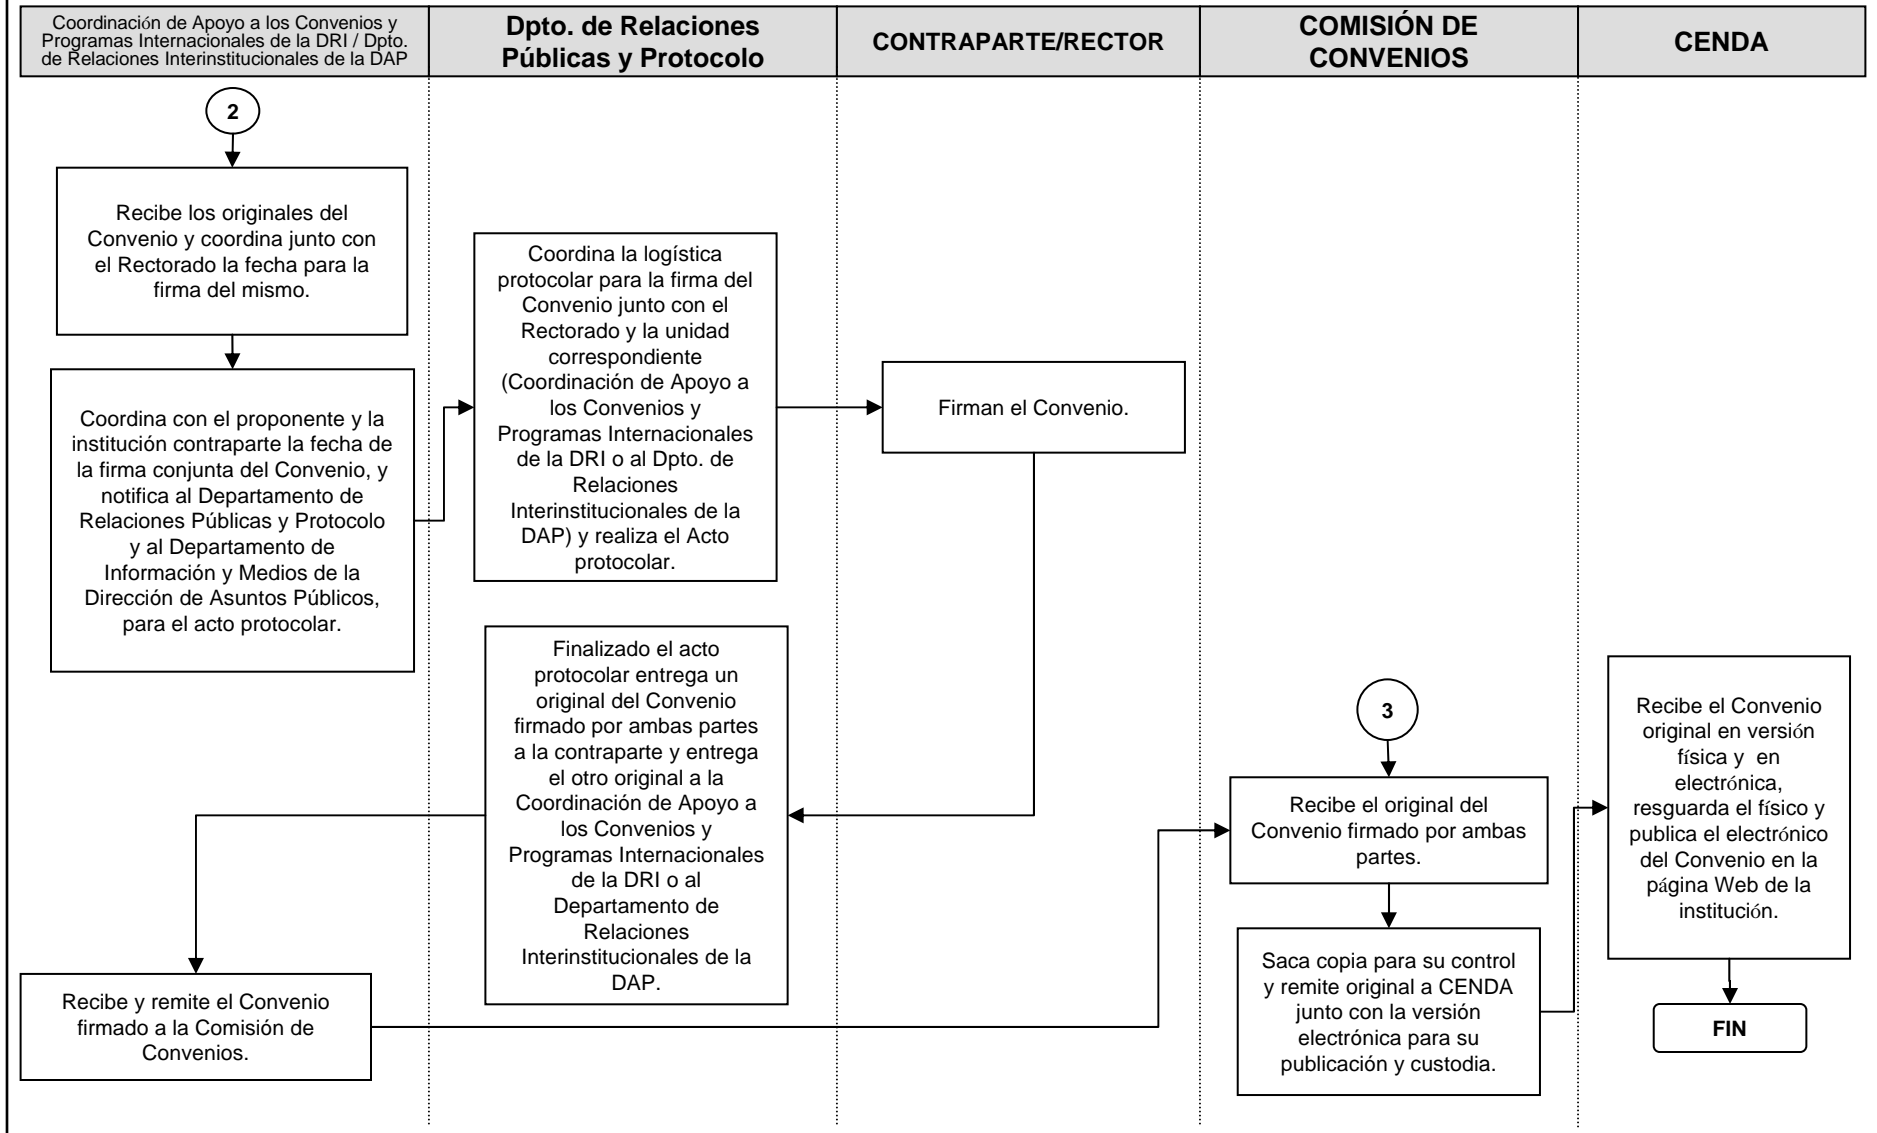 Coordinación de Apoyo a los Convenios y
Programas Internacionales de la DRI / Dpto.
de Relaciones Interinstitucionales de la DAP
Dpto. de Relaciones
Públicas y Protocolo
CONTRAPARTE/RECTOR
COMISIÓN DE
CONVENIOS
CENDA
2
Recibe los originales del
Convenio y coordina junto con
el Rectorado la fecha para la
firma del mismo.
Coordina con el proponente y la
institución contraparte la fecha de
la firma conjunta del Convenio, y
notifica al Departamento de
Relaciones Públicas y Protocolo
y al Departamento de
Información y Medios de la
Dirección de Asuntos Públicos,
para el acto protocolar.
Coordina la logística
protocolar para la firma del
Convenio junto con el
Rectorado y la unidad
correspondiente
(Coordinación de Apoyo a
los Convenios y
Programas Internacionales
de la DRI o al Dpto. de
Relaciones
Interinstitucionales de la
DAP) y realiza el Acto
protocolar.
Firman el Convenio.
Finalizado el acto
protocolar entrega un
original del Convenio
firmado por ambas partes
a la contraparte y entrega
el otro original a la
Coordinación de Apoyo a
los Convenios y
Programas Internacionales
de la DRI o al
Departamento de
Relaciones
Interinstitucionales de la
DAP.
Recibe y remite el Convenio
firmado a la Comisión de
Convenios.
3
Recibe el original del
Convenio firmado por ambas
partes.
Saca copia para su control
y remite original a CENDA
junto con la versión
electrónica para su
publicación y custodia.
Recibe el Convenio
original en versión
física y en
electrónica,
resguarda el físico y
publica el electrónico
del Convenio en la
página Web de la
institución.
FIN